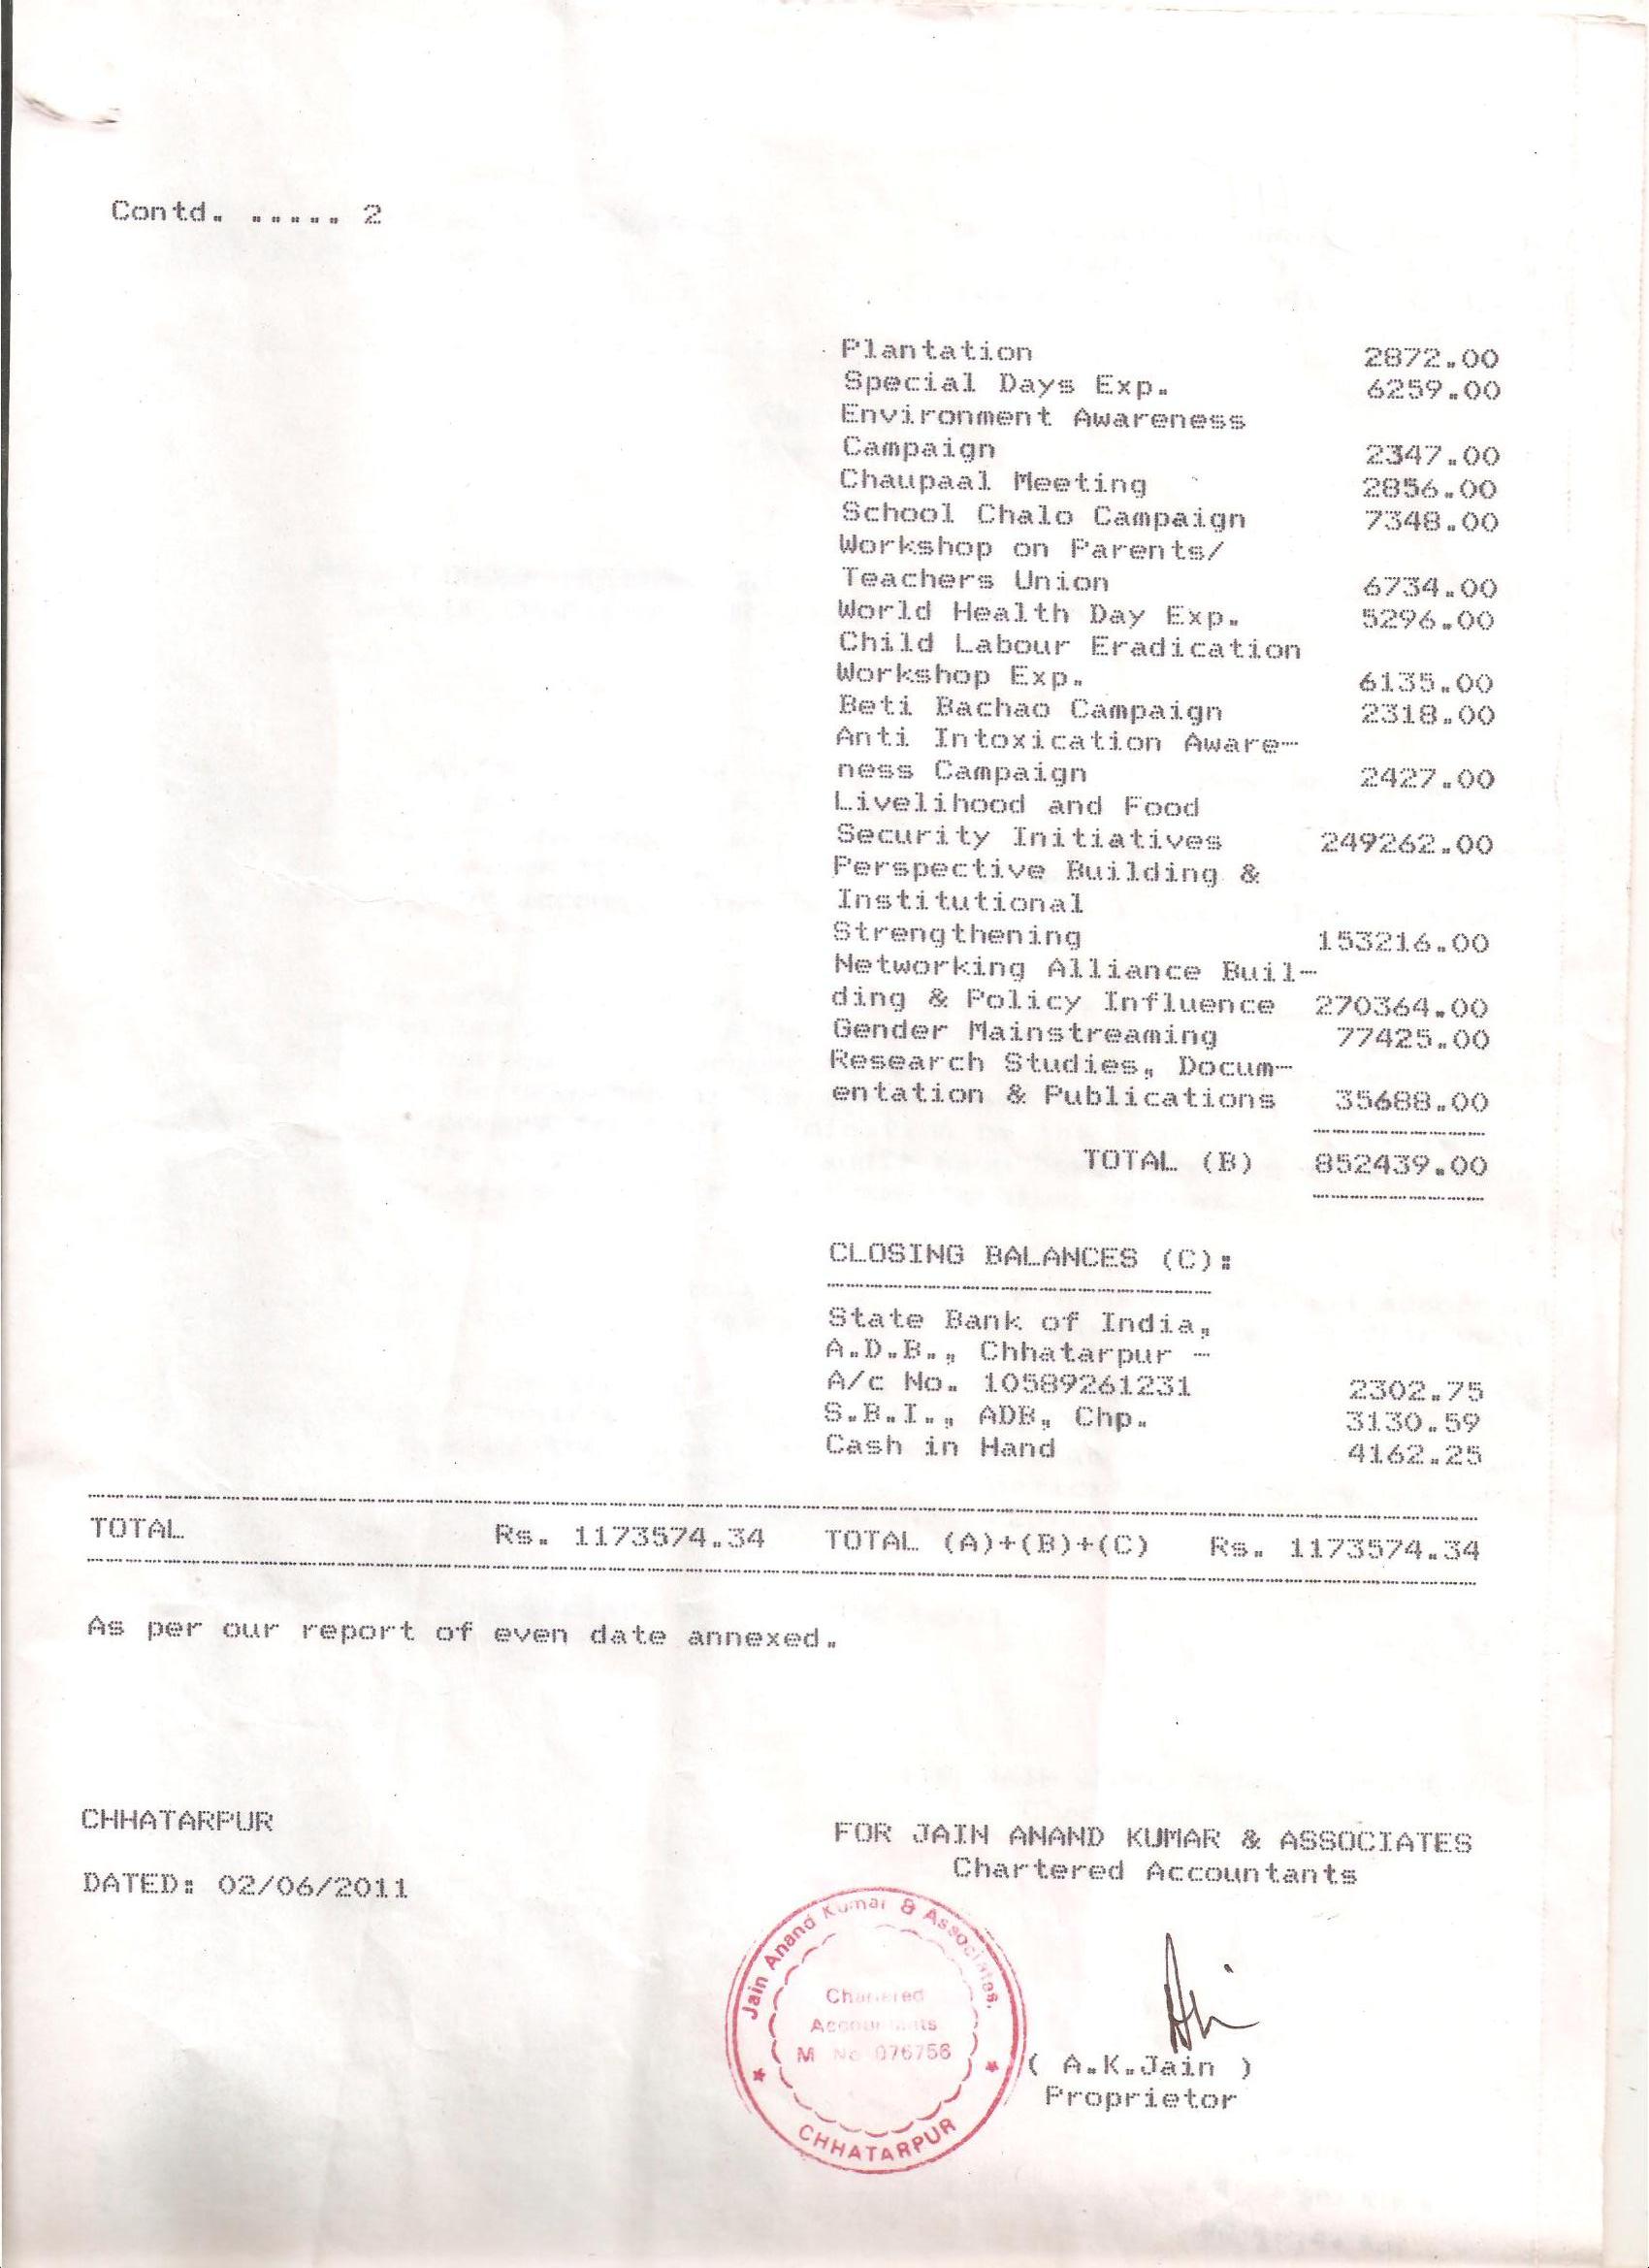 Contd. ..... 2
Plantation 2872.00
Special Days Exp. 6259.00
Environment Awareness
Campaign 2347.00
Chaupaal Meeting 2856.00
School Chalo Campaign 7348.00
Workshop on Parents/
Teachers Union 6734.00
World Health Day Exp. 5296.00
Child Labour Eradication
Workshop Exp. 6135.00
Beti Bachao Campaign 2318.00
Anti Intoxication Aware-
ness Campaign 2427.00
Livelihood and Food
Security Initiatives 249262.00
Perspective Building &
Institutional
Strengthening 153216.00
Networking Alliance Buil-
ding & Policy Influence 270364.00
Gender Mainstreaming 77425.00
Research Studies, Docum-
entation & Publications 35688.00
TOTAL (B) 852439.00
CLOSING BALANCES (C):
State Bank of India,
A.D.B., Chhatarpur -
A/c No. 10589261231 2302.75
S.B.I., ADB, Chp. 3130.59
Cash in Hand 4162.25
TOTAL Rs. 1173574.34 TOTAL (A)+(B)+(C) Rs. 1173574.34
As per our report of even date annexed.
CHHATARPUR
FOR JAIN ANAND KUMAR & ASSOCIATES
Chartered Accountants
DATED: 02/06/2011
Jain Anand Kumar & Associates.
Chartered
Accountants
M No 076756
CHHATARPUR
( A.K.Jain )
Proprietor